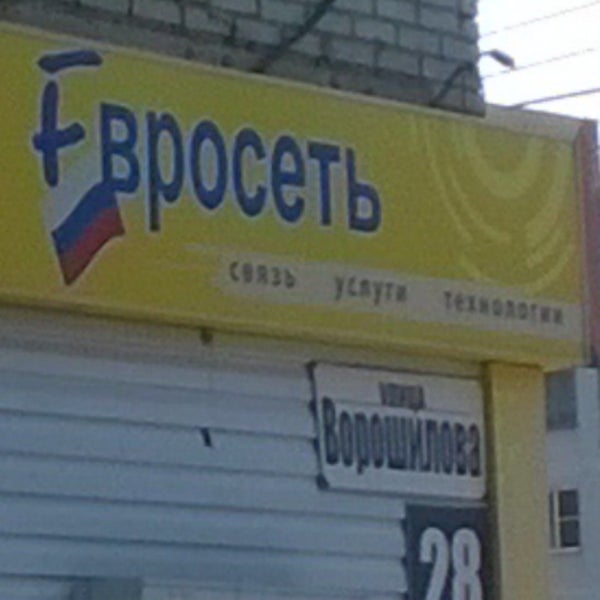 Евросеть
связь услуги технологии
улица
Ворошилова
28